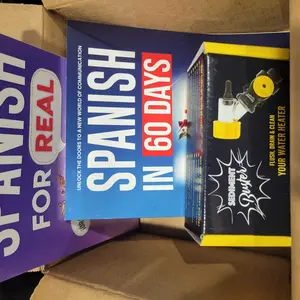 SPANISH
FOR REAL
UNLOCK THE DOORS TO A NEW WORLD OF COMMUNICATION
SPANISH
IN 60 DAYS
SEDIMENT
Buster
FLUSH, DRAIN & CLEAN
YOUR WATER HEATER